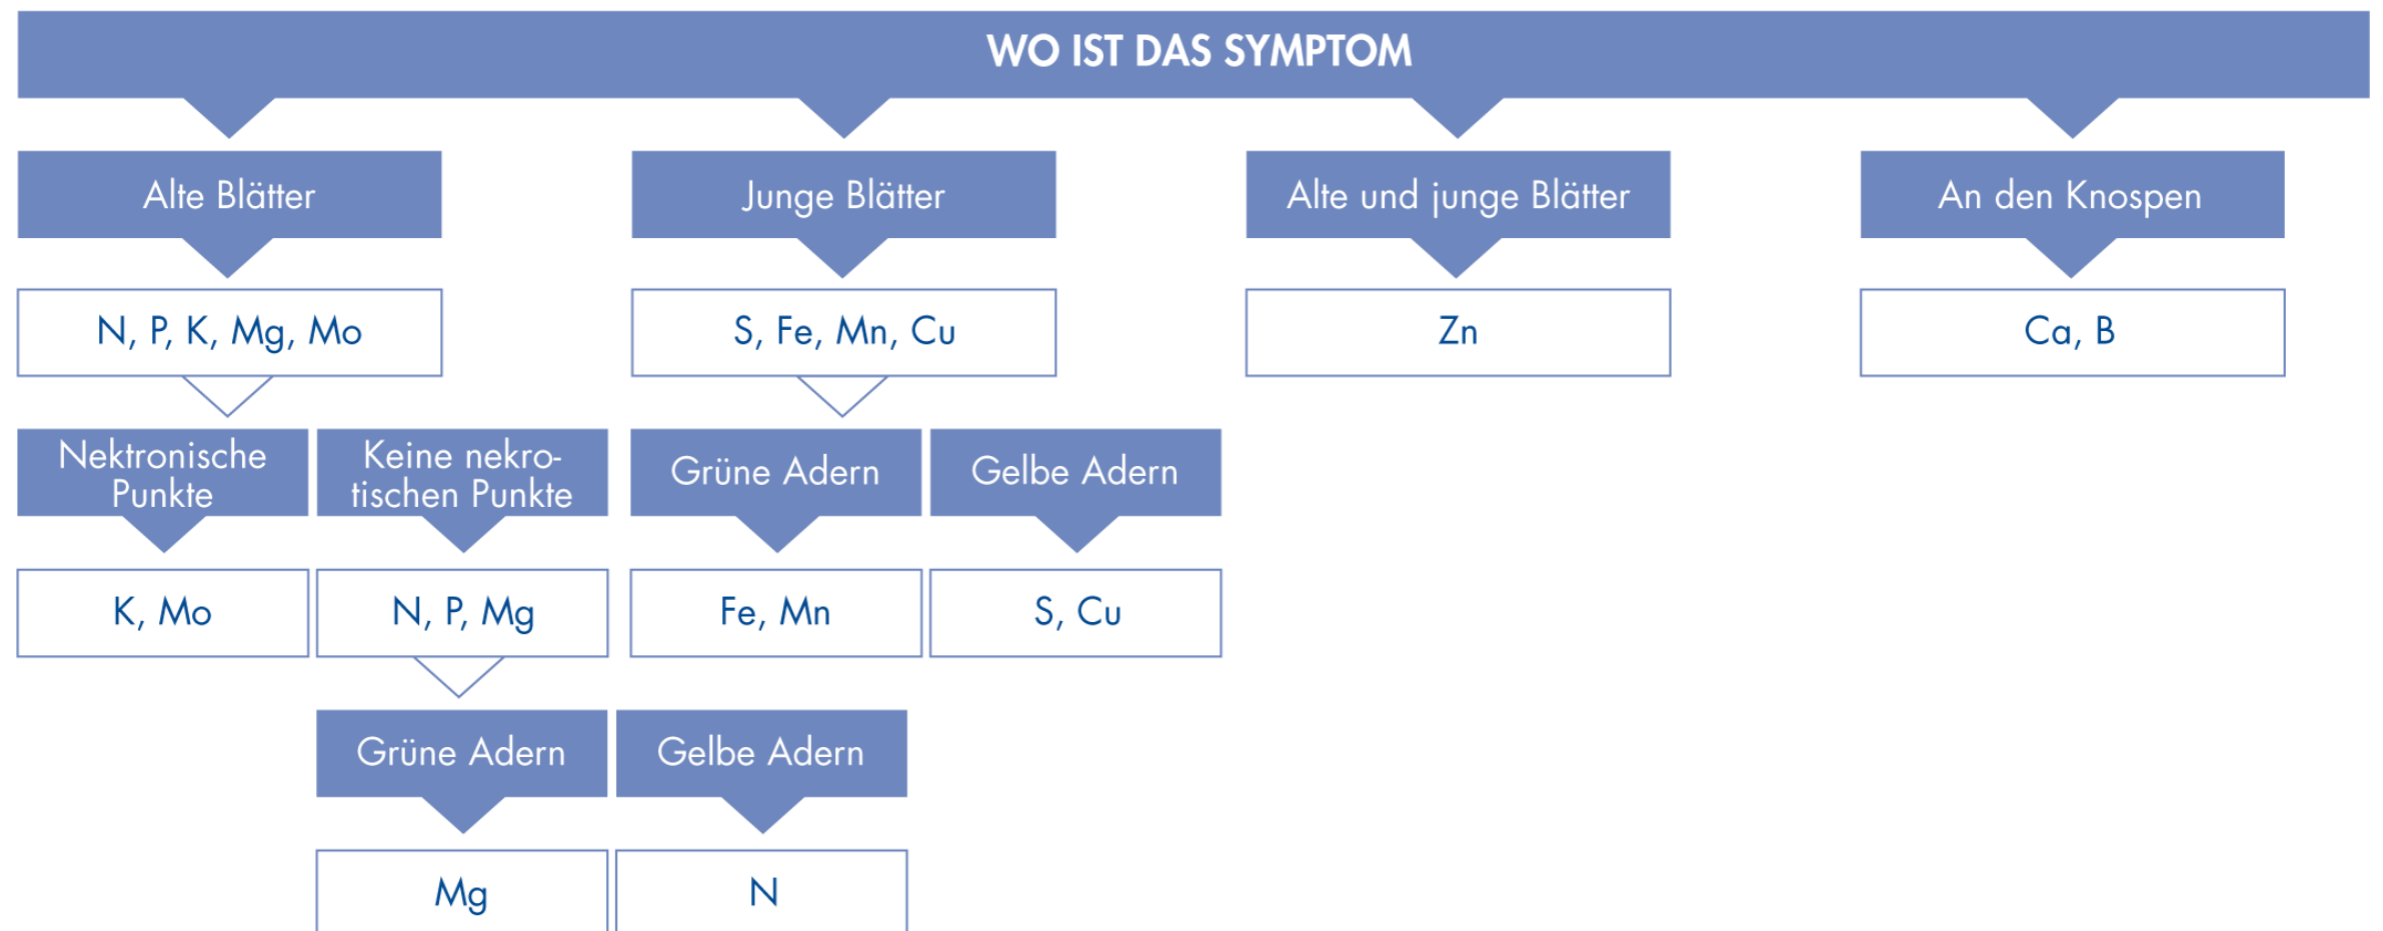 WO IST DAS SYMPTOM
Alte Blätter
Junge Blätter
Alte und junge Blätter
An den Knospen
N, P, K, Mg, Mo
S, Fe, Mn, Cu
Zn
Ca, B
Nektronische
Punkte
Keine nekro-
tischen Punkte
Grüne Adern
Gelbe Adern
K, Mo
N, P, Mg
Fe, Mn
S, Cu
Grüne Adern
Gelbe Adern
Mg
N